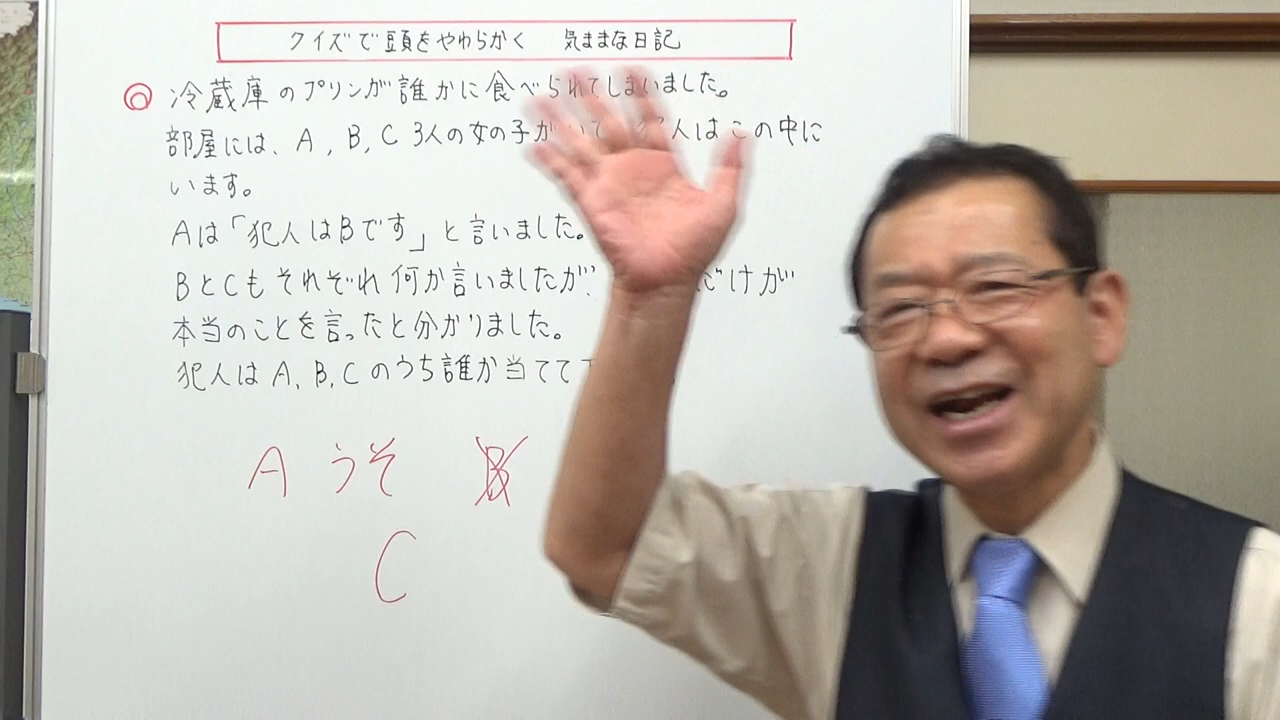 クイズで頭をやわらかく 気ままな日記
◎ 冷蔵庫のプリンが誰かに食べられてしまいました。
部屋には、A, B, C 3人の女の子が 犯人はこの中に
います。
Aは「犯人はBです」と言いました。
BとCもそれぞれ何か言いましたが、 だけが
本当のことを言ったと分かりました。
犯人はA, B, Cのうち誰か当てて
A うそ B
C